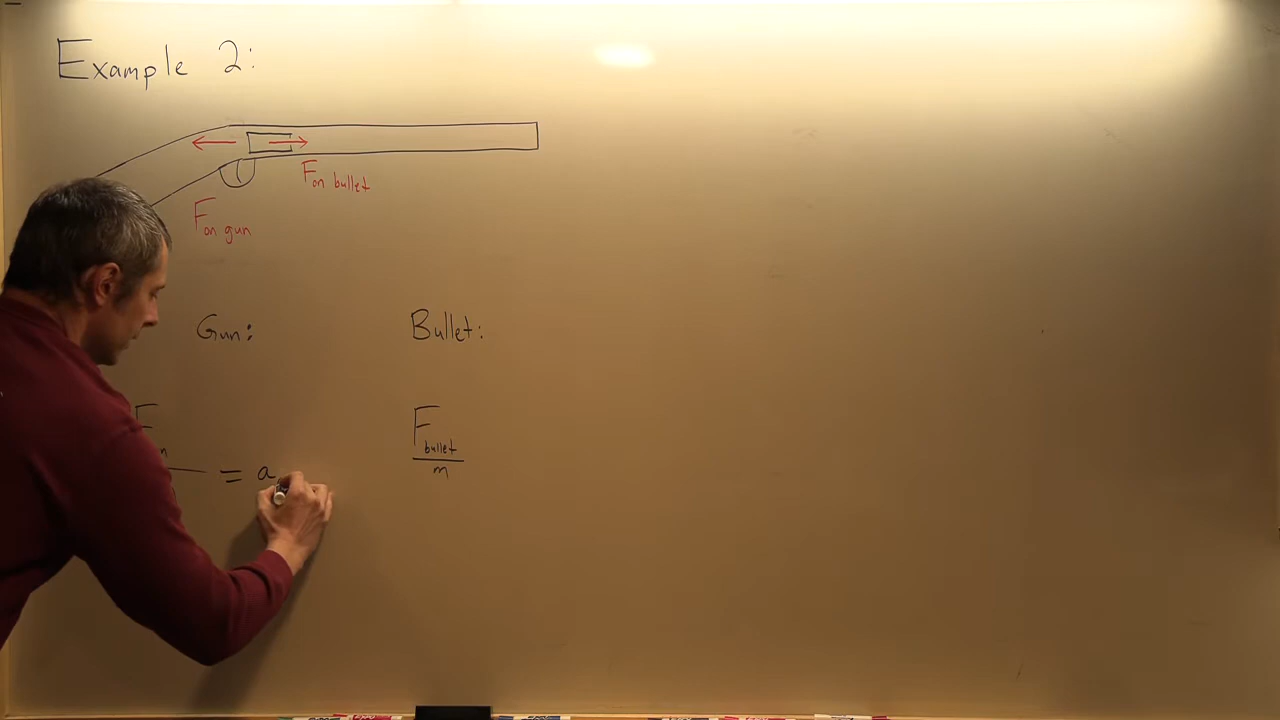 Example 2:
F on bullet
F on gun
Gun: Bullet:
F bullet
= a
m